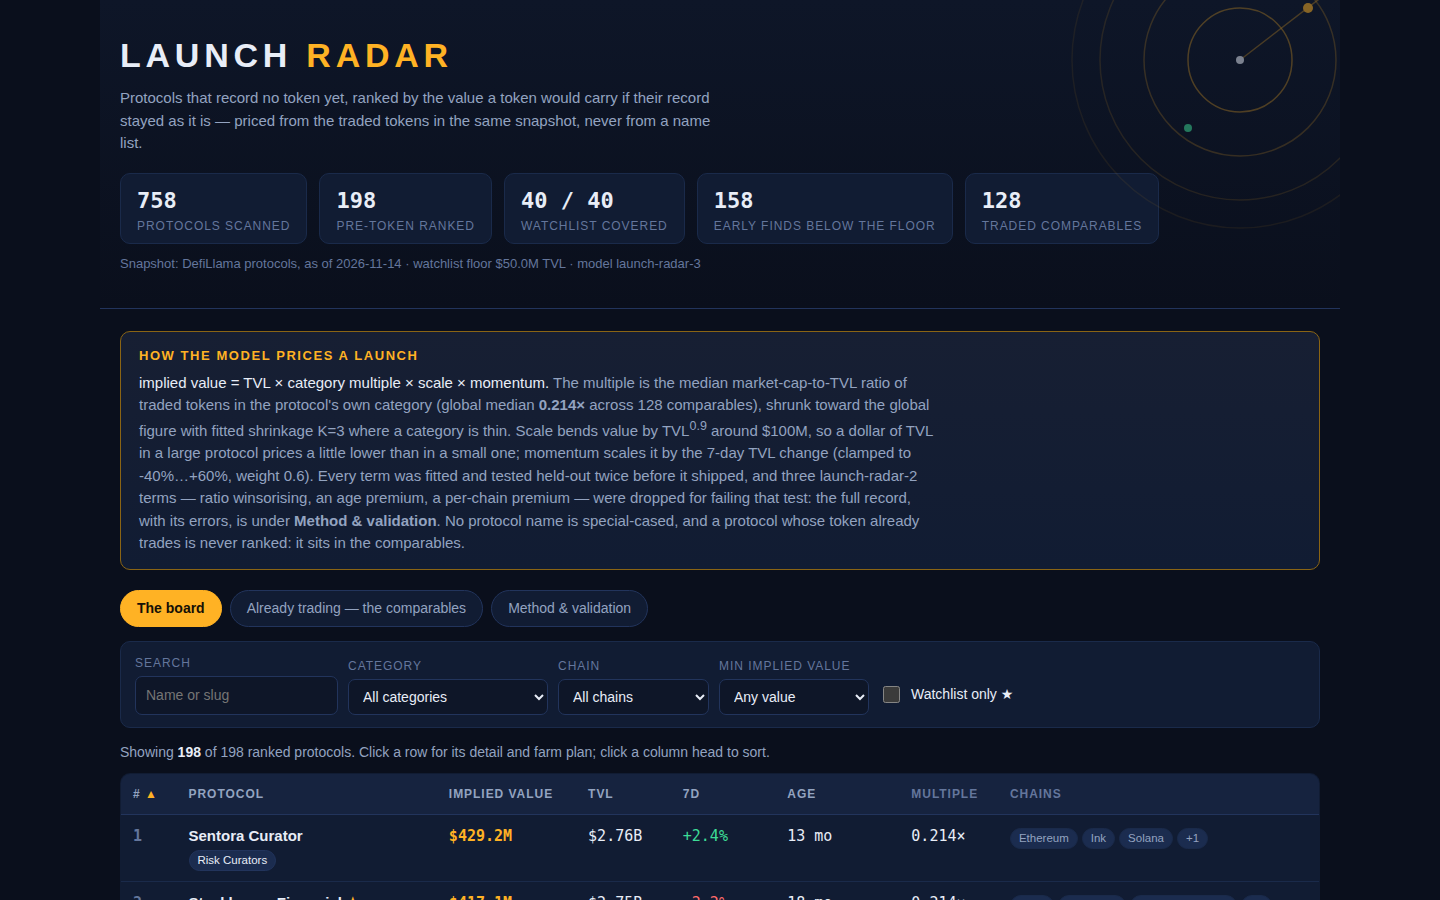 LAUNCH RADAR
Protocols that record no token yet, ranked by the value a token would carry if their record
stayed as it is — priced from the traded tokens in the same snapshot, never from a name
list.
758
PROTOCOLS SCANNED
198
PRE-TOKEN RANKED
40 / 40
WATCHLIST COVERED
158
EARLY FINDS BELOW THE FLOOR
128
TRADED COMPARABLES
Snapshot: DefiLlama protocols, as of 2026-11-14 · watchlist floor $50.0M TVL · model launch-radar-3
HOW THE MODEL PRICES A LAUNCH
implied value = TVL × category multiple × scale × momentum. The multiple is the median market-cap-to-TVL ratio of
traded tokens in the protocol's own category (global median 0.214× across 128 comparables), shrunk toward the global
figure with fitted shrinkage K=3 where a category is thin. Scale bends value by TVL^0.9 around $100M, so a dollar of TVL
in a large protocol prices a little lower than in a small one; momentum scales it by the 7-day TVL change (clamped to
-40%…+60%, weight 0.6). Every term was fitted and tested held-out twice before it shipped, and three launch-radar-2
terms — ratio winsorising, an age premium, a per-chain premium — were dropped for failing that test: the full record,
with its errors, is under Method & validation. No protocol name is special-cased, and a protocol whose token already
trades is never ranked: it sits in the comparables.
The board
Already trading — the comparables
Method & validation
SEARCH
Name or slug
CATEGORY
All categories
CHAIN
All chains
MIN IMPLIED VALUE
Any value
Watchlist only ★
Showing 198 of 198 ranked protocols. Click a row for its detail and farm plan; click a column head to sort.
# ▲ PROTOCOL IMPLIED VALUE TVL 7D AGE MULTIPLE CHAINS
1 Sentora Curator $429.2M $2.76B +2.4% 13 mo 0.214× Ethereum Ink Solana +1
Risk Curators